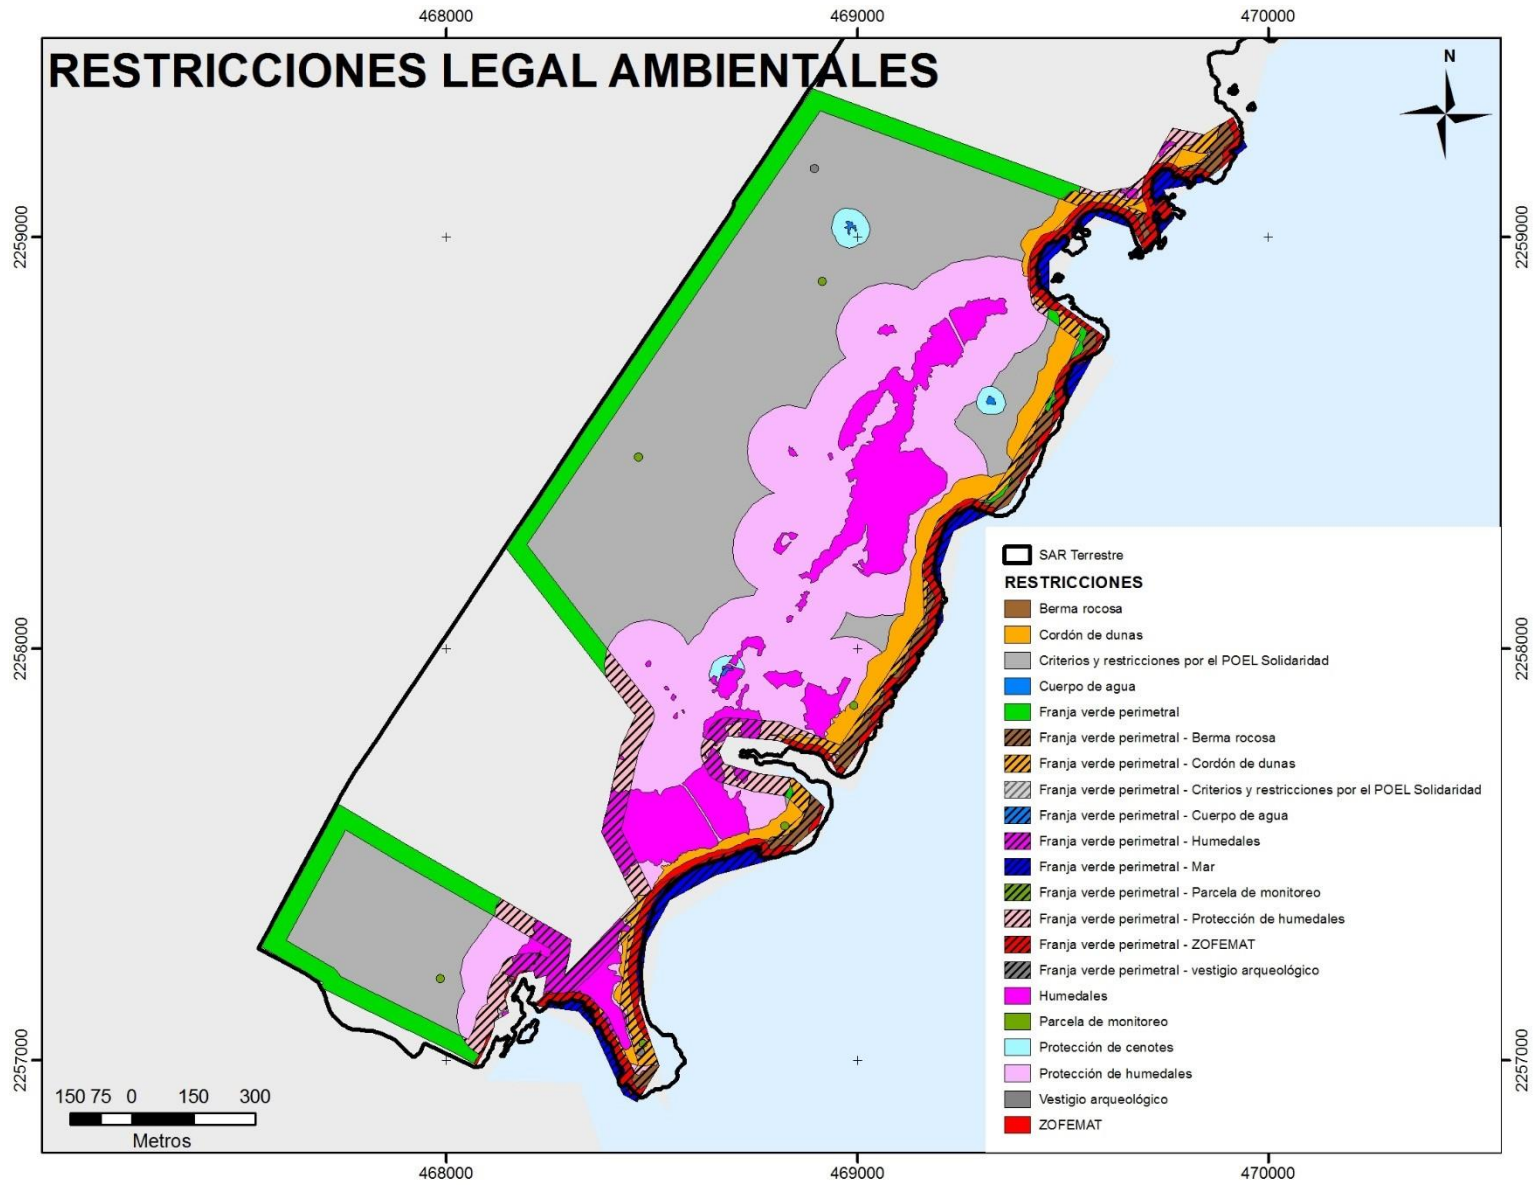 468000
469000
470000
RESTRICCIONES LEGAL AMBIENTALES
N
2259000
2259000
2258000
2258000
2257000
2257000
SAR Terrestre
RESTRICCIONES
Berma rocosa
Cordón de dunas
Criterios y restricciones por el POEL Solidaridad
Cuerpo de agua
Franja verde perimetral
Franja verde perimetral - Berma rocosa
Franja verde perimetral - Cordón de dunas
Franja verde perimetral - Criterios y restricciones por el POEL Solidaridad
Franja verde perimetral - Cuerpo de agua
Franja verde perimetral - Humedales
Franja verde perimetral - Mar
Franja verde perimetral - Parcela de monitoreo
Franja verde perimetral - Protección de humedales
Franja verde perimetral - ZOFEMAT
Franja verde perimetral - vestigio arqueológico
Humedales
Parcela de monitoreo
Protección de cenotes
Protección de humedales
Vestigio arqueológico
ZOFEMAT
150 75 0 150 300
Metros
468000
469000
470000